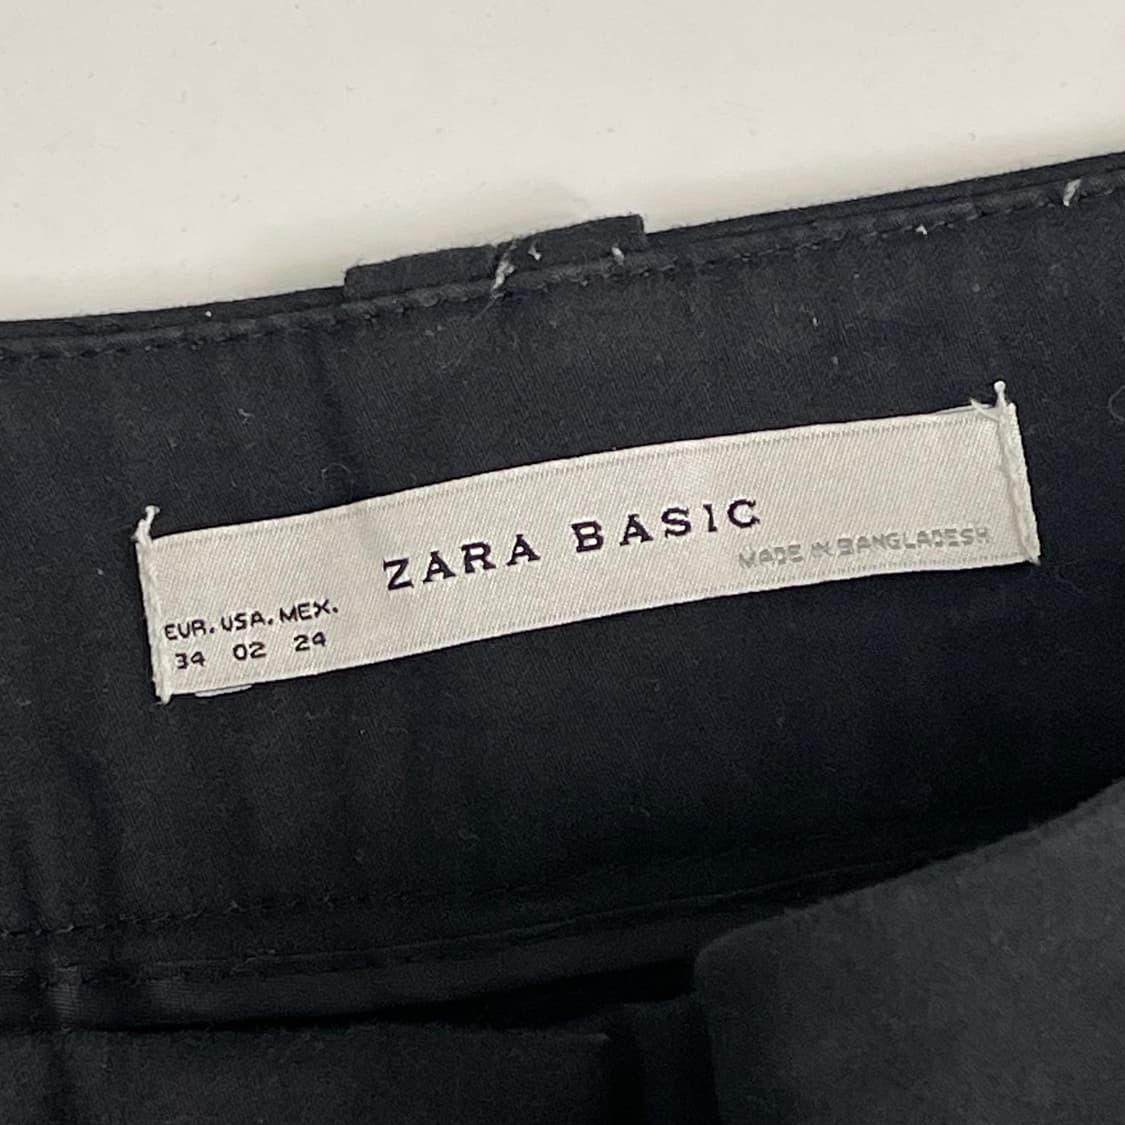 ZARA BASIC
MADE IN BANGLADESH
EUR. USA. MEX.
34 02 24